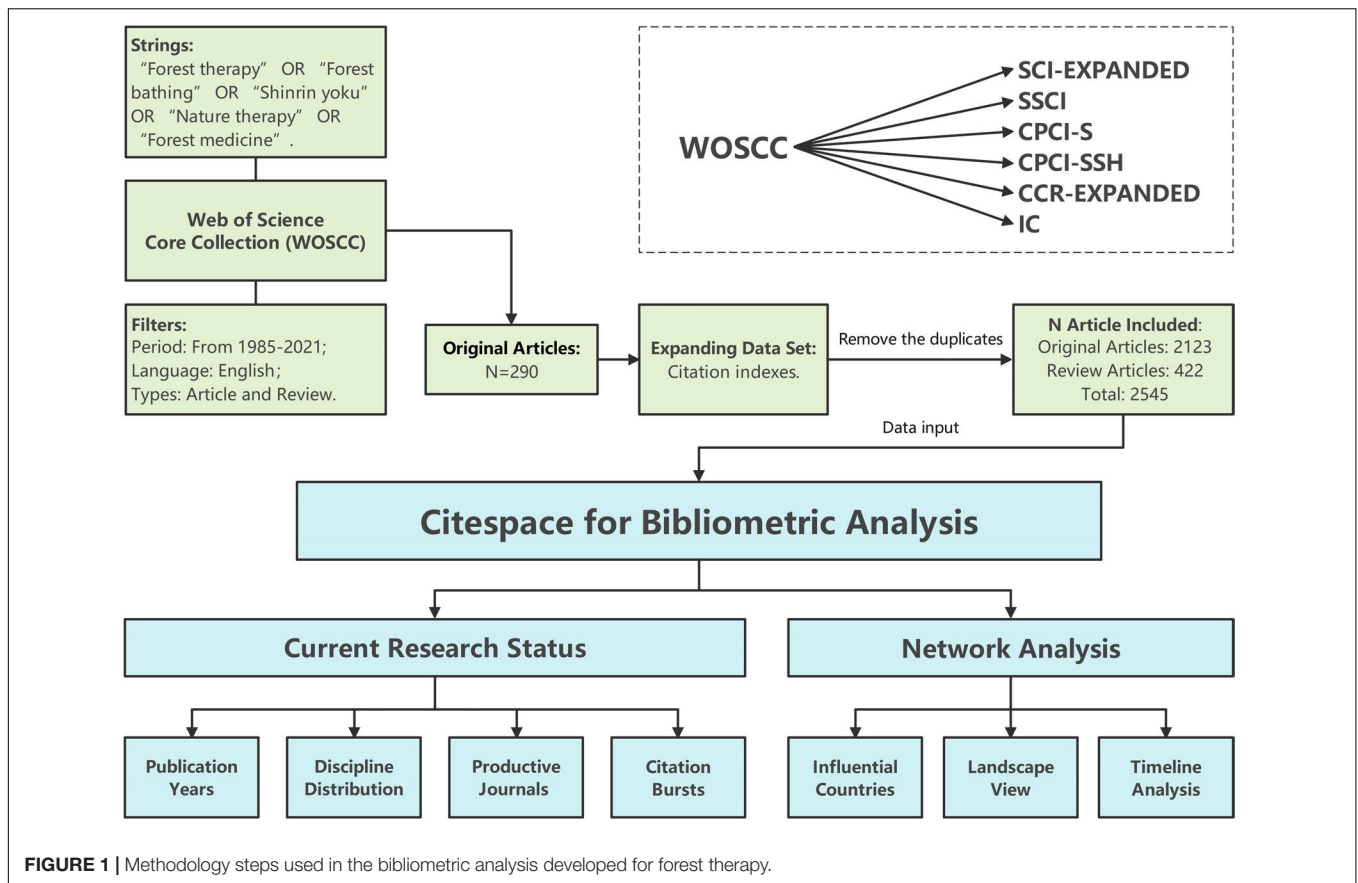 Strings:
“Forest therapy” OR “Forest
bathing” OR “Shinrin yoku”
OR “Nature therapy” OR
“Forest medicine” .
Web of Science
Core Collection (WOSCC)
Filters:
Period: From 1985-2021;
Language: English;
Types: Article and Review.
WOSCC
SCI-EXPANDED
SSCI
CPCI-S
CPCI-SSH
CCR-EXPANDED
IC
Original Articles:
N=290
Expanding Data Set:
Citation indexes.
Remove the duplicates
N Article Included:
Original Articles: 2123
Review Articles: 422
Total: 2545
Data input
Citespace for Bibliometric Analysis
Current Research Status
Network Analysis
Publication
Years
Discipline
Distribution
Productive
Journals
Citation
Bursts
Influential
Countries
Landscape
View
Timeline
Analysis
FIGURE 1 | Methodology steps used in the bibliometric analysis developed for forest therapy.